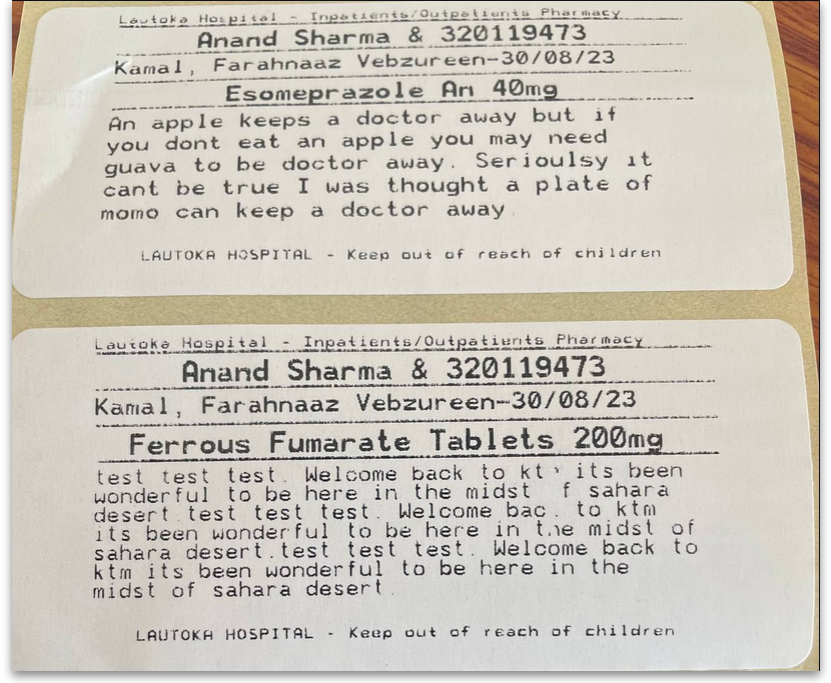 Lautoka Hospital - Inpatients/Outpatients Pharmacy
Anand Sharma & 320119473
Kamal, Farahnaaz Vebzureen-30/08/23
Esomeprazole An 40mg
An apple keeps a doctor away but if
you dont eat an apple you may need
guava to be doctor away. Serioulsy it
cant be true I was thought a plate of
momo can keep a doctor away.
LAUTOKA HOSPITAL - Keep out of reach of children
Lautoka Hospital - Inpatients/Outpatients Pharmacy
Anand Sharma & 320119473
Kamal, Farahnaaz Vebzureen-30/08/23
Ferrous Fumarate Tablets 200mg
test test test. Welcome back to its been
wonderful to be here in the midst sahara
desert.test test test. Welcome to ktm
its been wonderful to be here in the midst of
sahara desert.test test test. Welcome back to
ktm its been wonderful to be here in the
midst of sahara desert.
LAUTOKA HOSPITAL - Keep out of reach of children